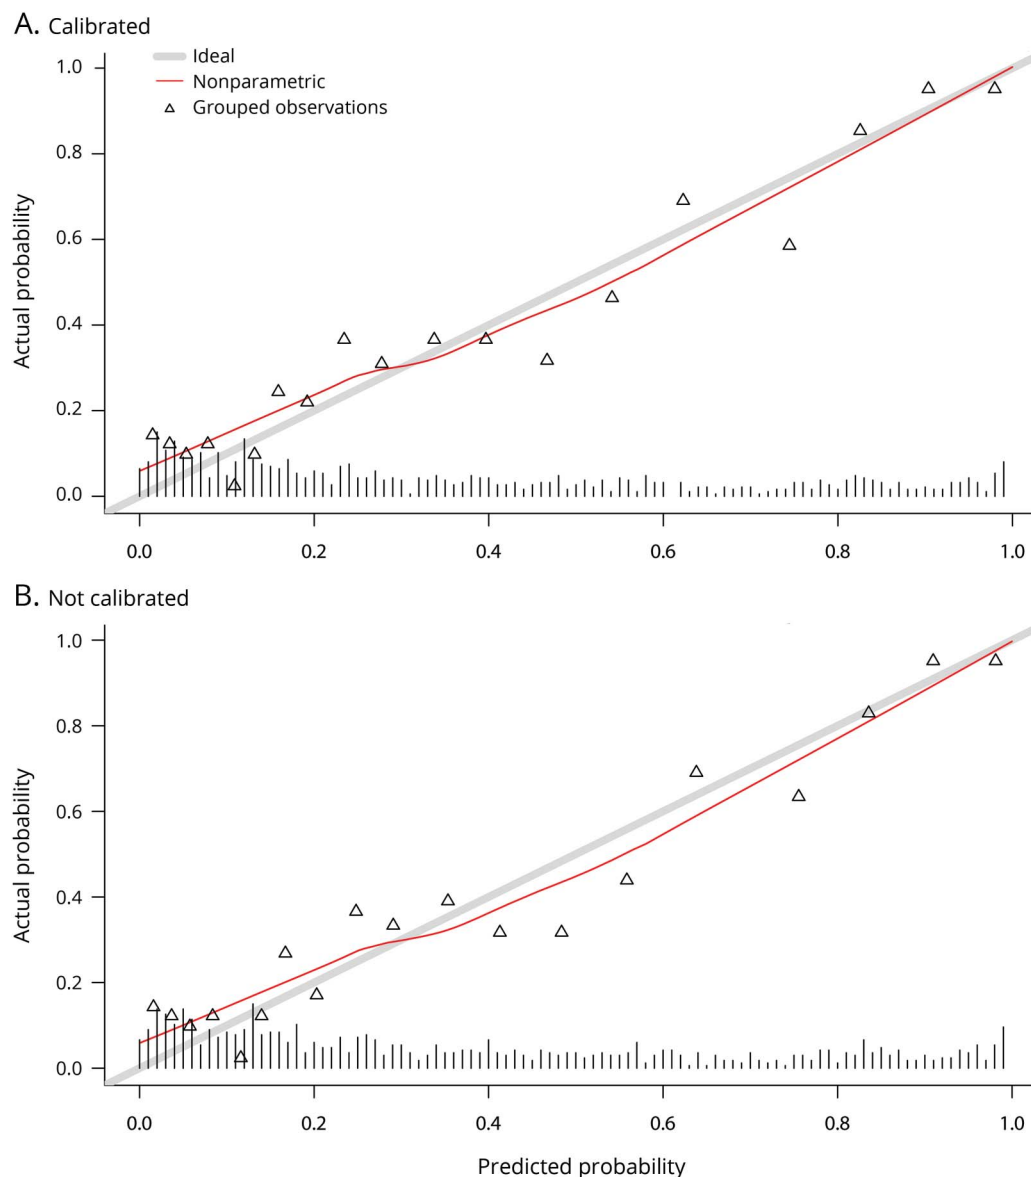 A. Calibrated
Ideal
Nonparametric
Grouped observations
1.0
0.8
0.6
0.4
0.2
0.0
Actual probability
0.0 0.2 0.4 0.6 0.8 1.0
B. Not calibrated
1.0
0.8
0.6
0.4
0.2
0.0
Actual probability
0.0 0.2 0.4 0.6 0.8 1.0
Predicted probability